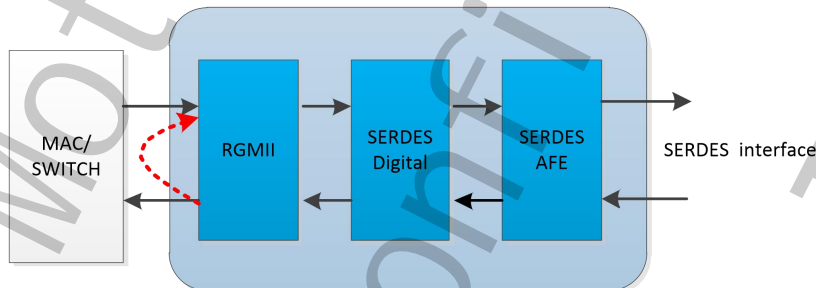 MAC/
SWITCH
RGMII
SERDES
Digital
SERDES
AFE
SERDES interface